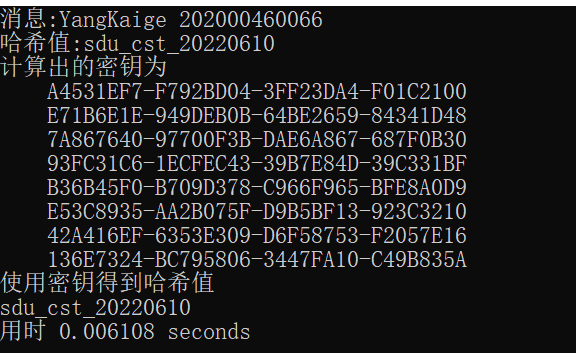 消息:YangKaige 202000460066
哈希值:sdu_cst_20220610
计算出的密钥为
A4531EF7-F792BD04-3FF23DA4-F01C2100
E71B6E1E-949DEB0B-64BE2659-84341D48
7A867640-97700F3B-DAE6A867-687F0B30
93FC31C6-1ECFEC43-39B7E84D-39C331BF
B36B45F0-B709D378-C966F965-BFE8A0D9
E53C8935-AA2B075F-D9B5BF13-923C3210
42A416EF-6353E309-D6F58753-F2057E16
136E7324-BC795806-3447FA10-C49B835A
使用密钥得到哈希值
sdu_cst_20220610
用时 0.006108 seconds